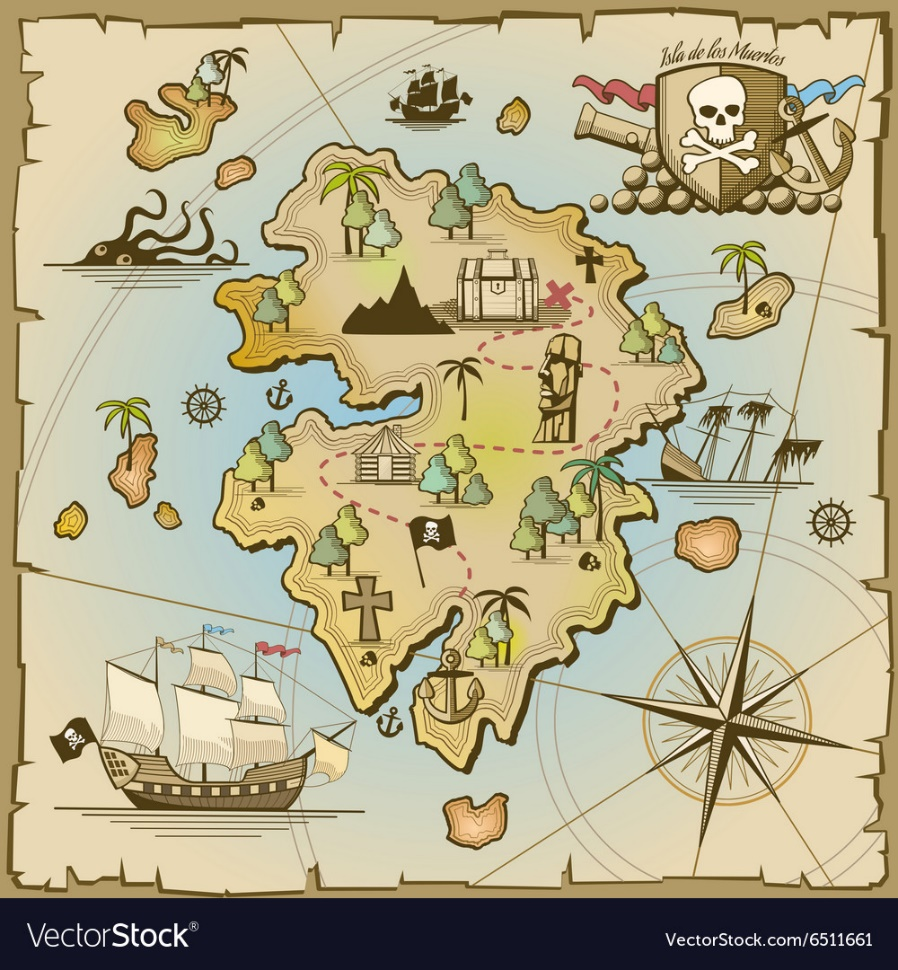 Isla de los Muertos
VectorStock®
VectorStock.com/6511661